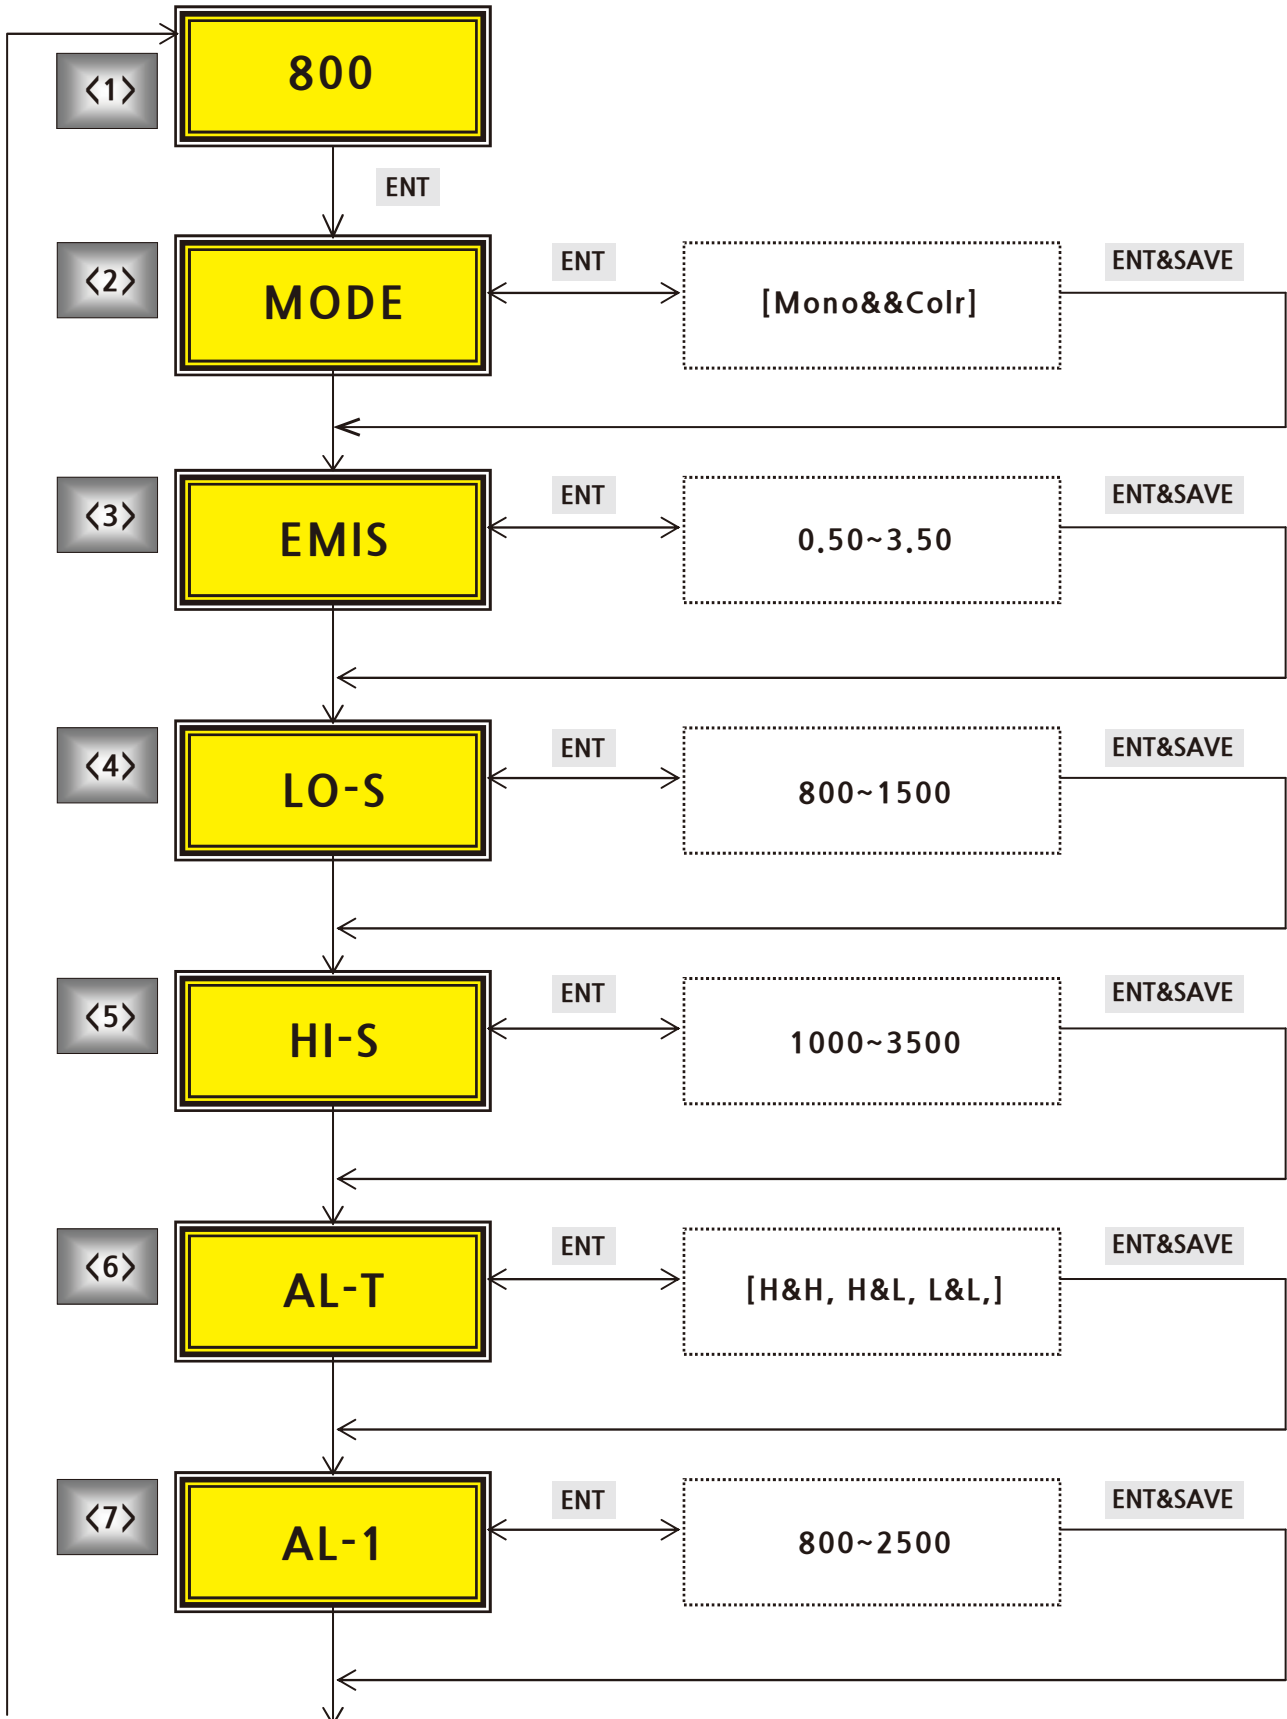 <1>
800
ENT
<2>
MODE
ENT
[Mono&&Colr]
ENT&SAVE
<3>
EMIS
ENT
0.50~3.50
ENT&SAVE
<4>
LO-S
ENT
800~1500
ENT&SAVE
<5>
HI-S
ENT
1000~3500
ENT&SAVE
<6>
AL-T
ENT
[H&H, H&L, L&L,]
ENT&SAVE
<7>
AL-1
ENT
800~2500
ENT&SAVE